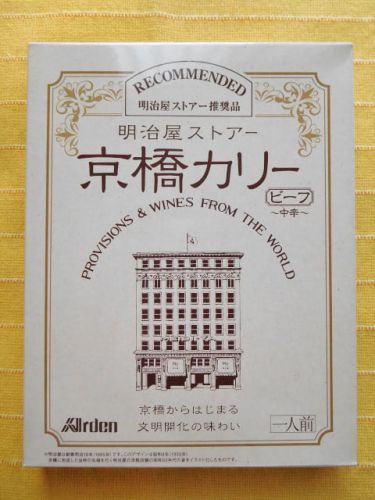 RECOMMENDED
明治屋ストアー推奨品
明治屋ストアー
京橋カリー
ビーフ
～中辛～
PROVISIONS & WINES FROM THE WORLD
京橋からはじまる
文明開化の味わい
Arden
一人前